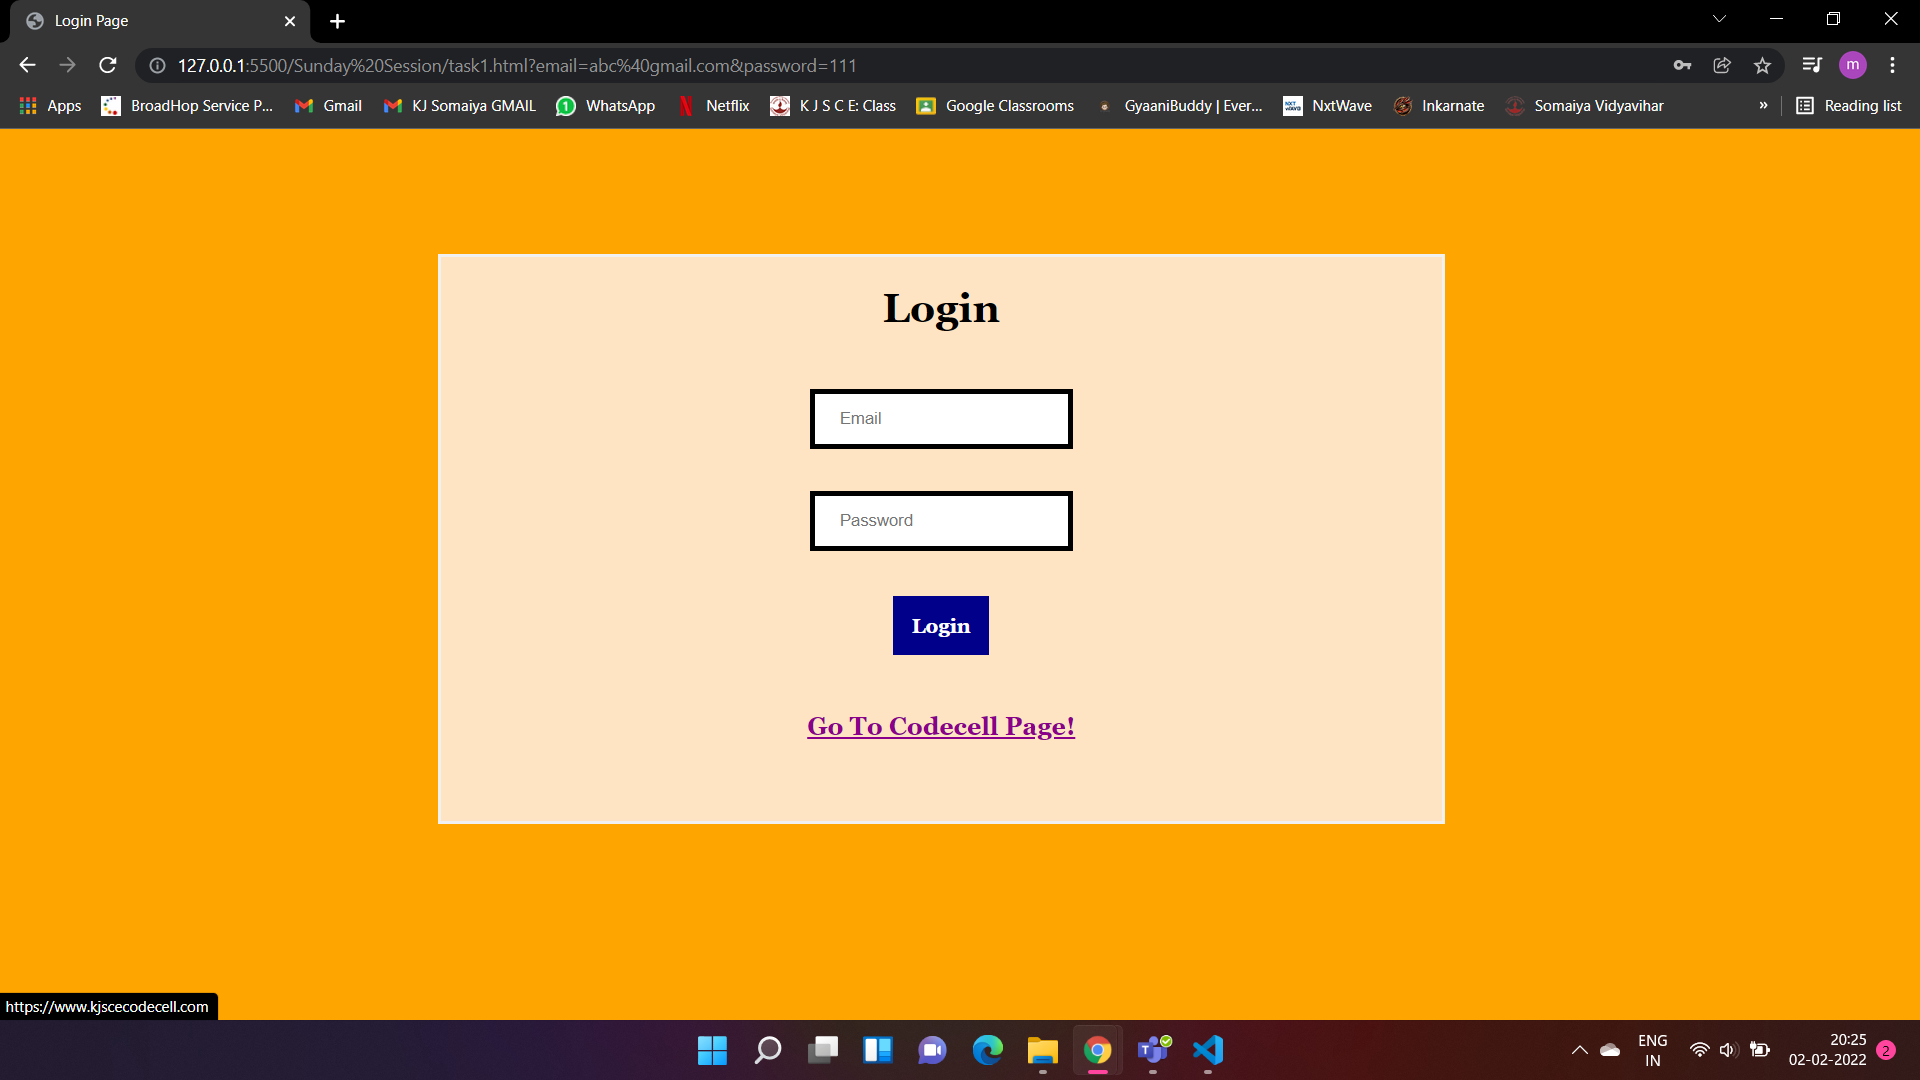 Login Page
127.0.0.1:5500/Sunday%20Session/task1.html?email=abc%40gmail.com&password=111
m
Apps BroadHop Service P... Gmail KJ Somaiya GMAIL 1 WhatsApp Netflix K J S C E: Class Google Classrooms GyaaniBuddy | Ever... NxtWave Inkarnate Somaiya Vidyavihar » Reading list
Login
Email
Password
Login
Go To Codecell Page!
https://www.kjscecodecell.com
ENG
IN
20:25
02-02-2022
2